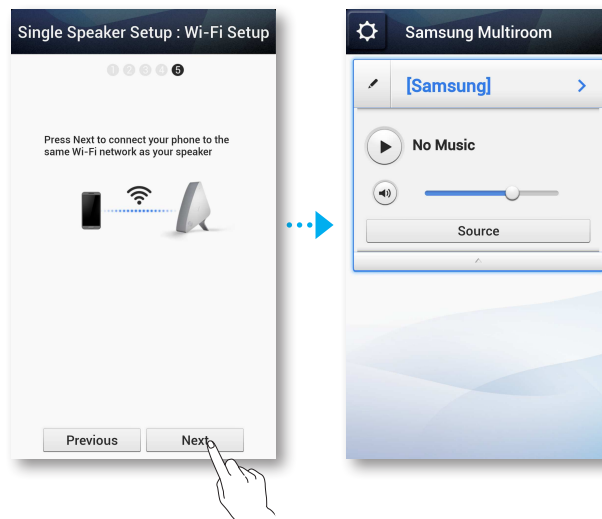 Single Speaker Setup : Wi-Fi Setup
1 2 3 4 5
Press Next to connect your phone to the
same Wi-Fi network as your speaker
Previous
Next
Samsung Multiroom
[Samsung]
No Music
Source